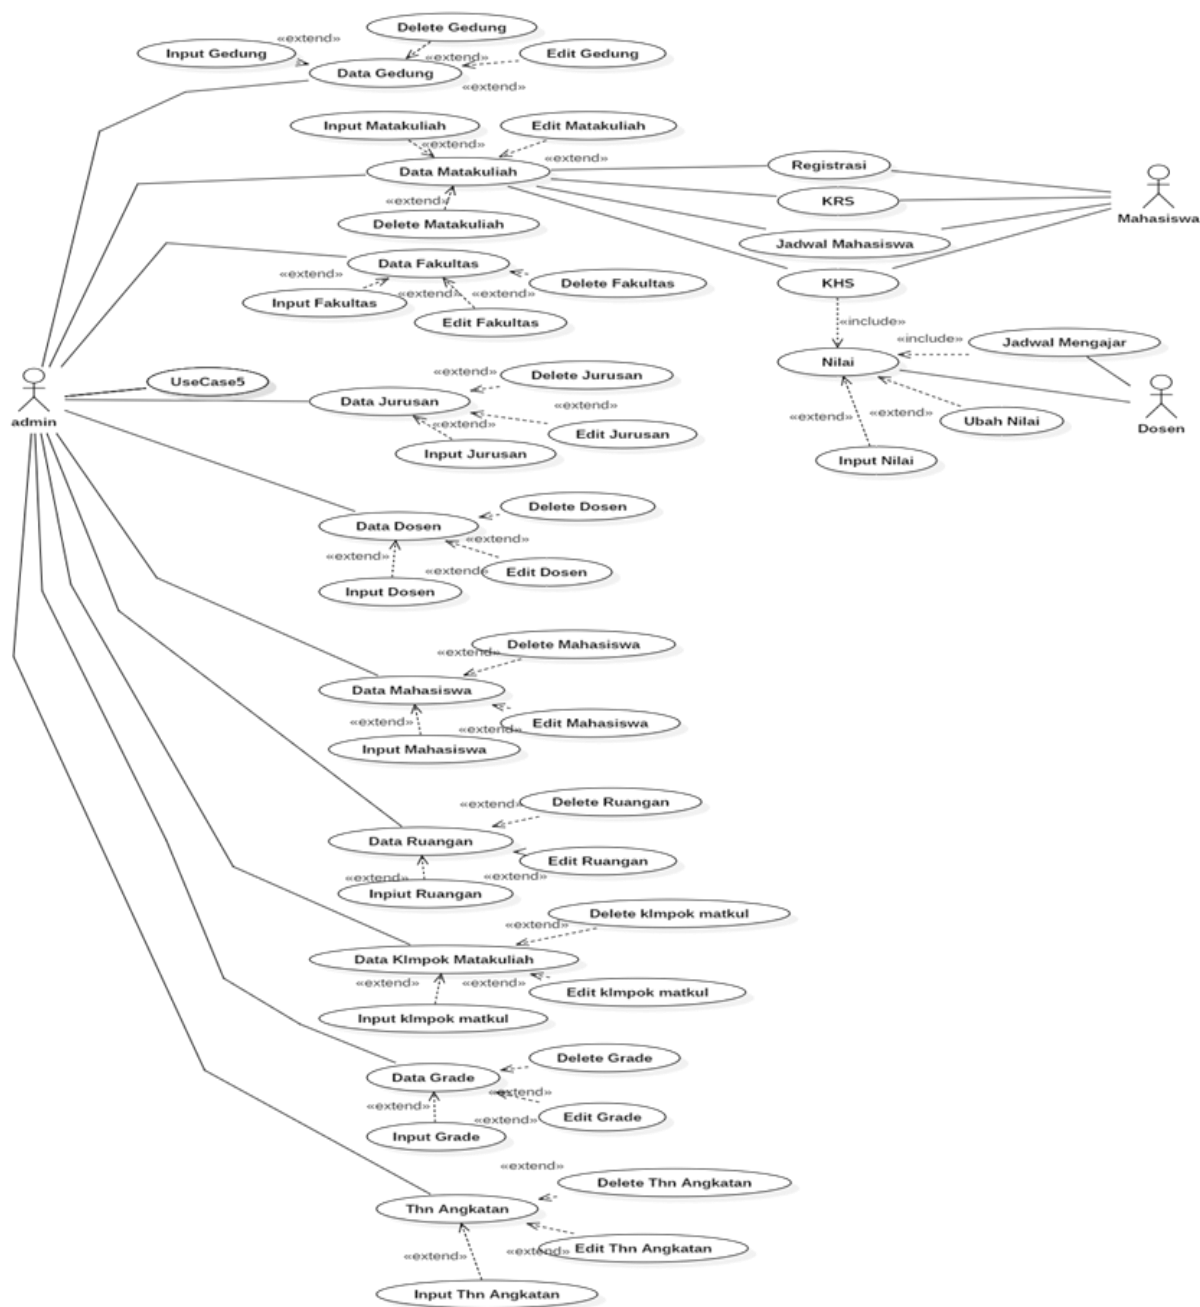 Delete Gedung
«extend»
Input Gedung
«extend»
Edit Gedung
Data Gedung
«extend»
Input Matakuliah
Edit Matakuliah
«extend»
«extend»
Data Matakuliah
Registrasi
«extend»
KRS
Mahasiswa
Delete Matakuliah
Jadwal Mahasiswa
Data Fakultas
«extend»
Delete Fakultas
KHS
Input Fakultas
«extend»
«extend»
Edit Fakultas
«include»
«include»
Jadwal Mengajar
Nilai
admin
UseCase5
«extend»
Delete Jurusan
Data Jurusan
«extend»
«extend»
Edit Jurusan
Input Jurusan
«extend»
«extend»
Ubah Nilai
Dosen
Input Nilai
Delete Dosen
Data Dosen
«extend»
«extend»
«extend»
Edit Dosen
Input Dosen
Delete Mahasiswa
«extend»
Data Mahasiswa
«extend»
«extend»
Edit Mahasiswa
Input Mahasiswa
«extend»
Delete Ruangan
Data Ruangan
Edit Ruangan
«extend»
«extend»
Inpiut Ruangan
Delete klmpok matkul
«extend»
Data Klmpok Matakuliah
«extend»
«extend»
Edit klmpok matkul
Input klmpok matkul
Delete Grade
Data Grade
«extend»
«extend»
«extend»
Edit Grade
Input Grade
«extend»
Delete Thn Angkatan
Thn Angkatan
«extend»
«extend»
Edit Thn Angkatan
Input Thn Angkatan